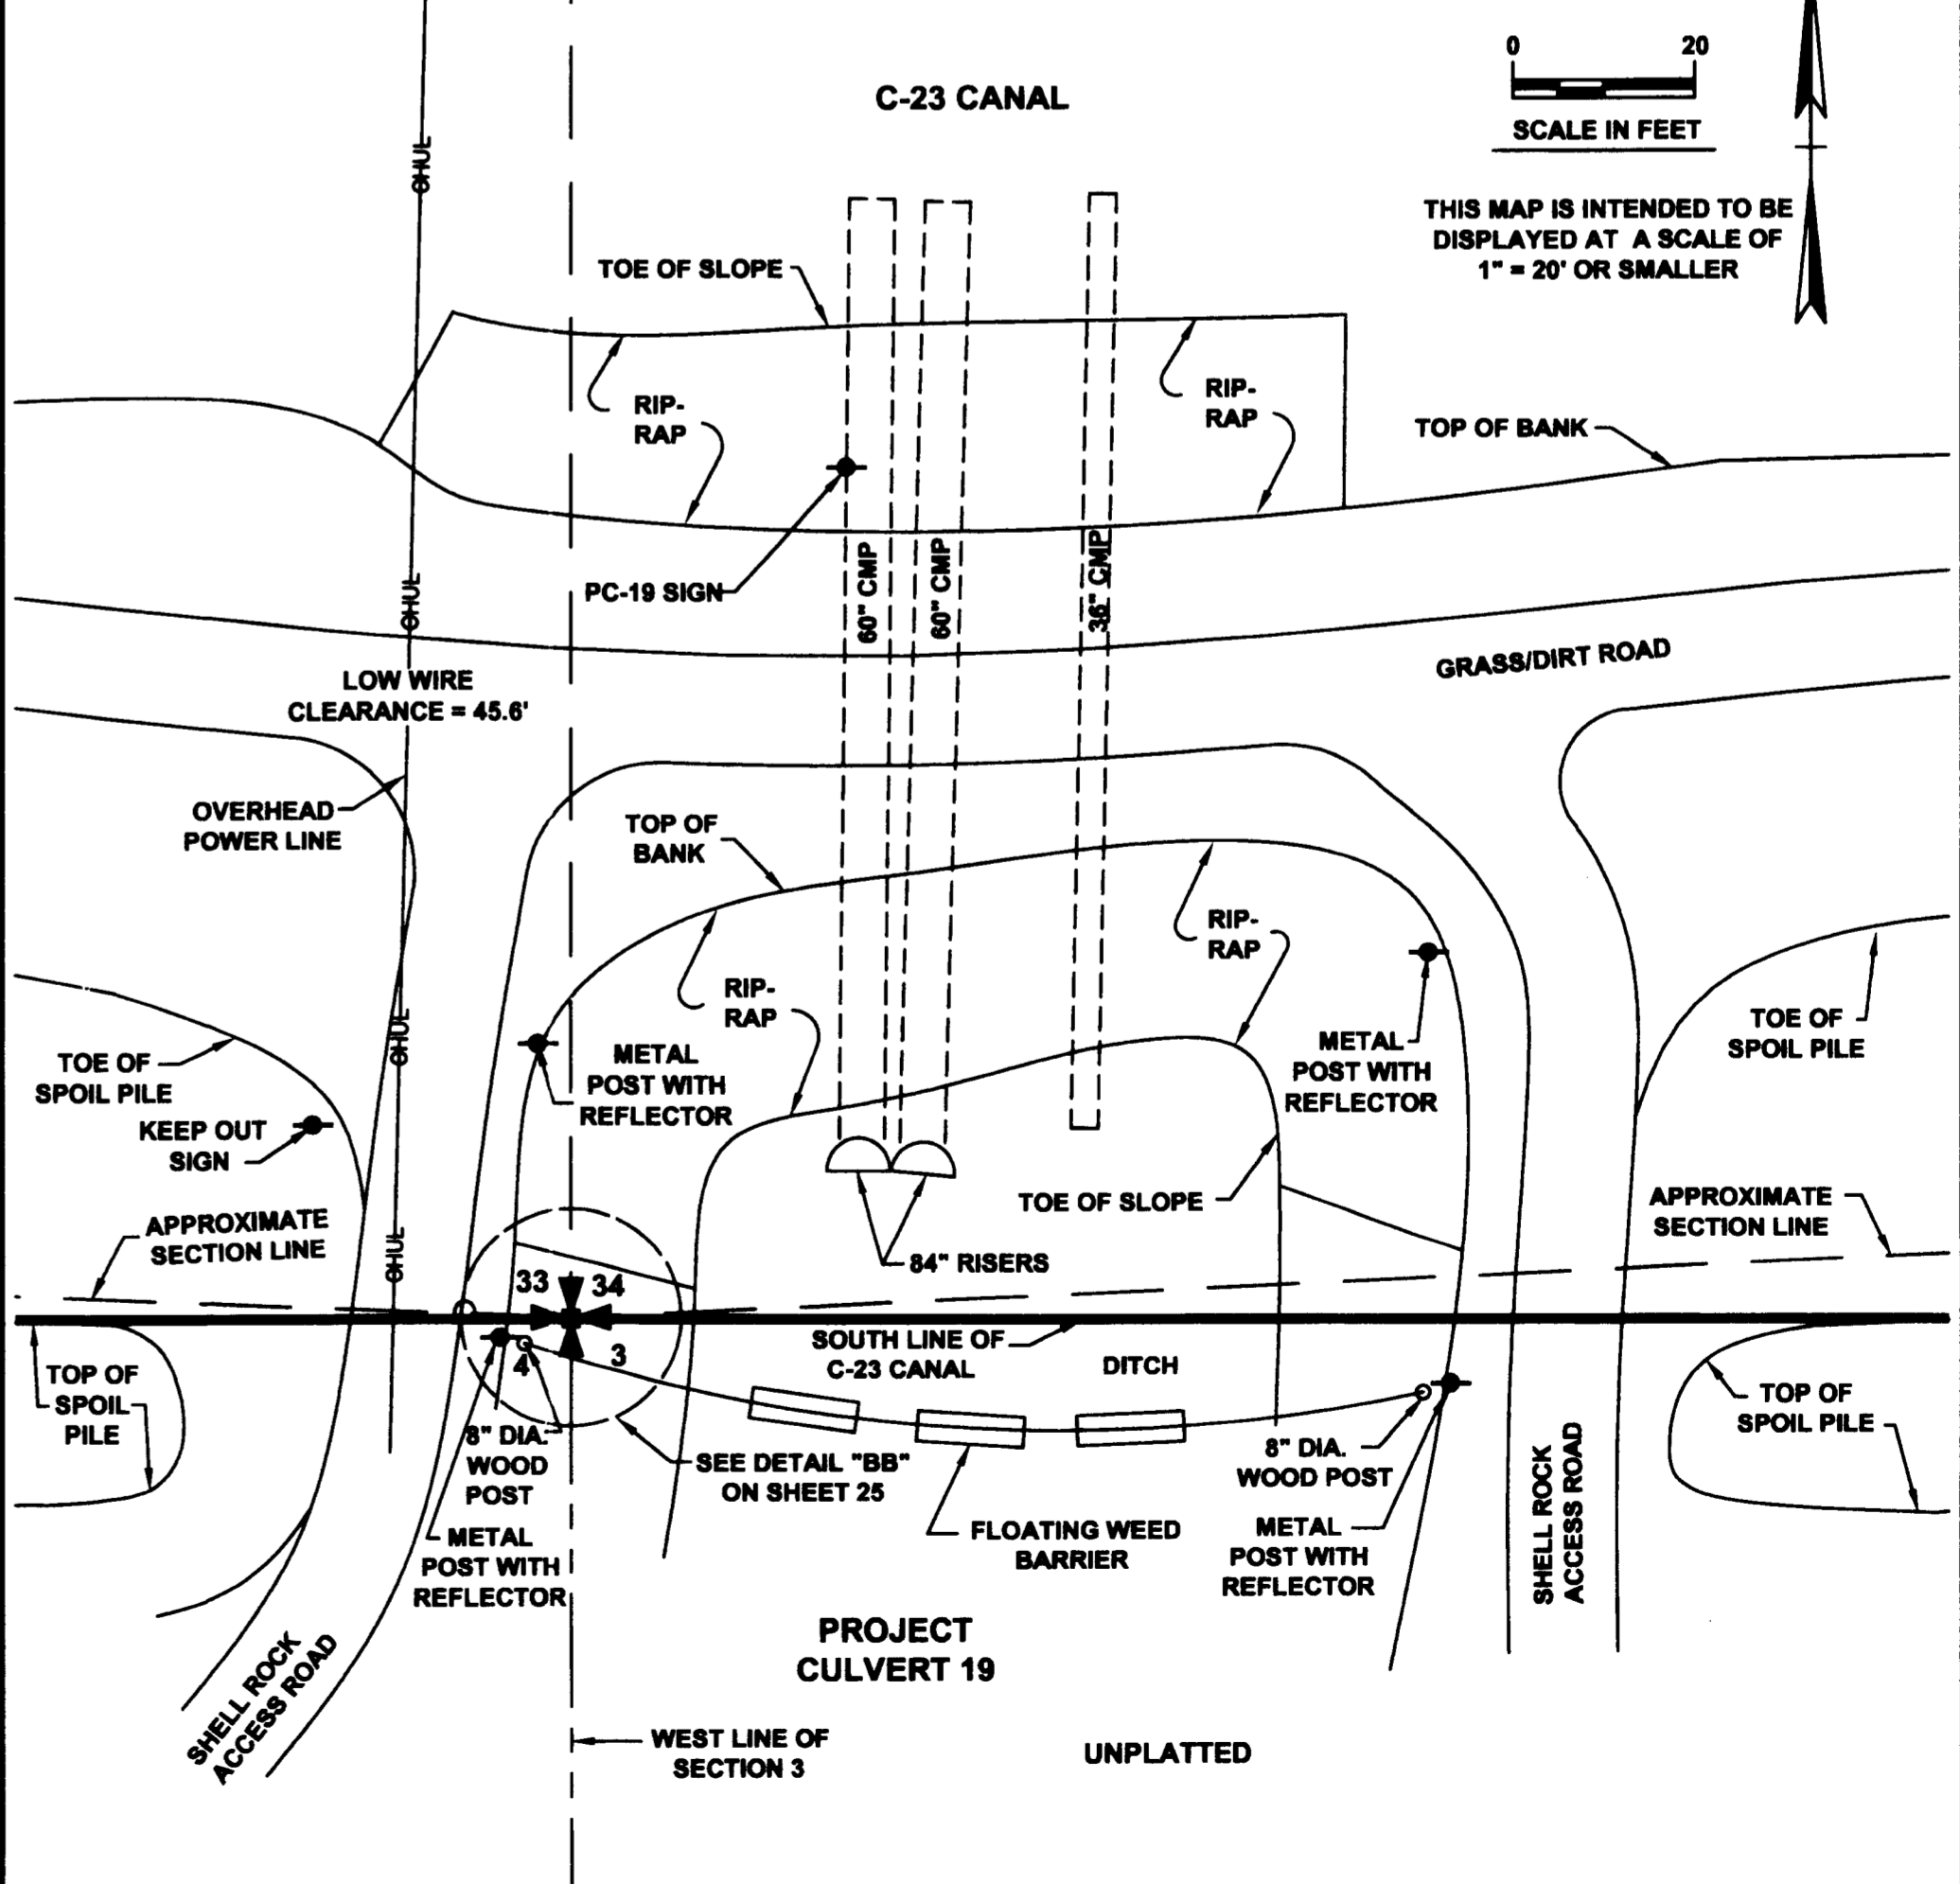 0 20
SCALE IN FEET
C-23 CANAL
THIS MAP IS INTENDED TO BE
DISPLAYED AT A SCALE OF
1" = 20' OR SMALLER
OHUL
TOE OF SLOPE
RIP-
RAP
RIP-
RAP
TOP OF BANK
PC-19 SIGN
60" CMP
60" CMP
36" CMP
OHUL
GRASS/DIRT ROAD
LOW WIRE
CLEARANCE = 45.6'
OVERHEAD
POWER LINE
TOP OF
BANK
RIP-
RAP
RIP-
RAP
OHUL
TOE OF
SPOIL PILE
METAL
POST WITH
REFLECTOR
METAL
POST WITH
REFLECTOR
TOE OF
SPOIL PILE
KEEP OUT
SIGN
APPROXIMATE
SECTION LINE
TOE OF SLOPE
APPROXIMATE
SECTION LINE
OHUL
84" RISERS
33 34
4 3
SOUTH LINE OF
C-23 CANAL
DITCH
TOP OF
SPOIL
PILE
TOP OF
SPOIL PILE
8" DIA.
WOOD
POST
SEE DETAIL "BB"
ON SHEET 25
8" DIA.
WOOD POST
METAL
POST WITH
REFLECTOR
FLOATING WEED
BARRIER
METAL
POST WITH
REFLECTOR
SHELL ROCK
ACCESS ROAD
PROJECT
CULVERT 19
SHELL ROCK
ACCESS ROAD
WEST LINE OF
SECTION 3
UNPLATTED